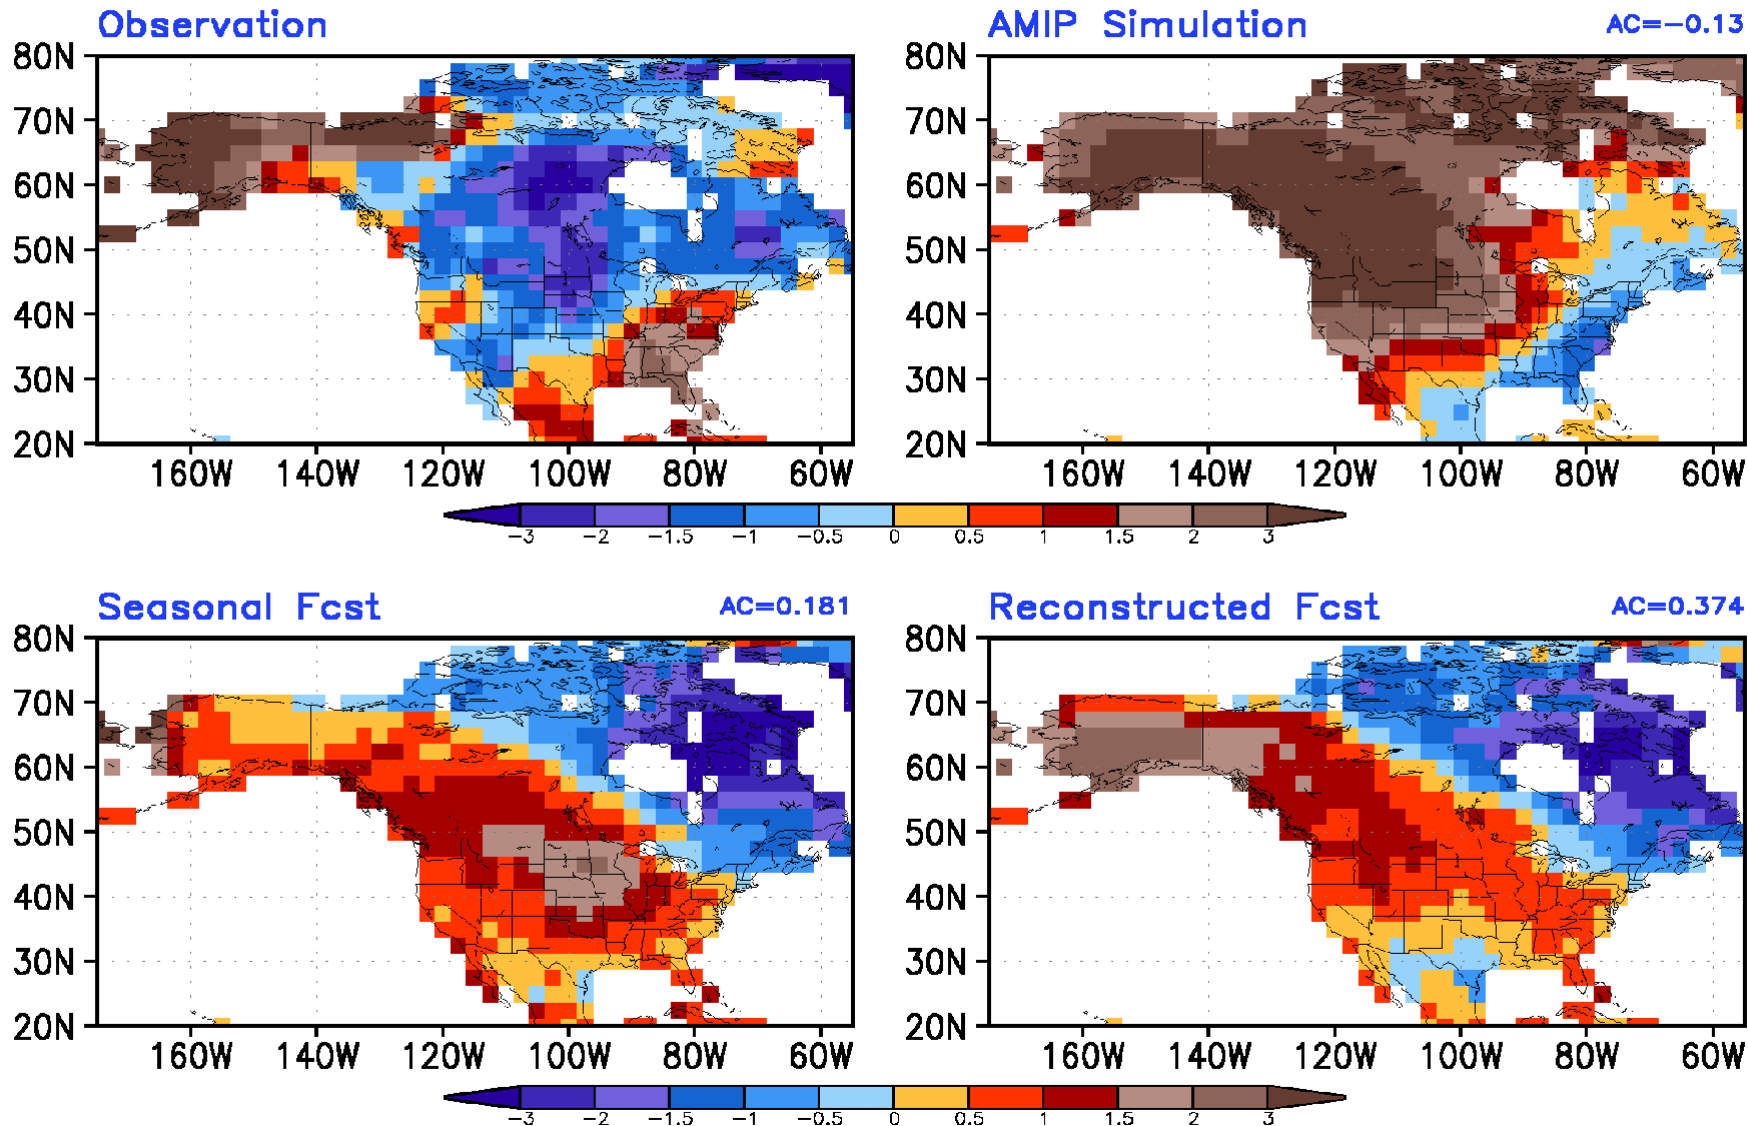 Observation
AMIP Simulation AC=−0.13
80N
70N
60N
50N
40N
30N
20N
160W 140W 120W 100W 80W 60W
80N
70N
60N
50N
40N
30N
20N
160W 140W 120W 100W 80W 60W
−3 −2 −1.5 −1 −0.5 0 0.5 1 1.5 2 3
Seasonal Fcst AC=0.181
Reconstructed Fcst AC=0.374
80N
70N
60N
50N
40N
30N
20N
160W 140W 120W 100W 80W 60W
80N
70N
60N
50N
40N
30N
20N
160W 140W 120W 100W 80W 60W
−3 −2 −1.5 −1 −0.5 0 0.5 1 1.5 2 3